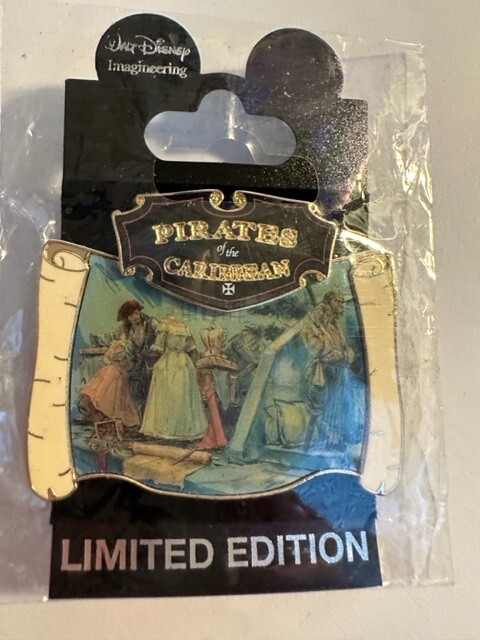 Walt Disney
Imagineering
PIRATES
of the
CARIBBEAN
LIMITED EDITION